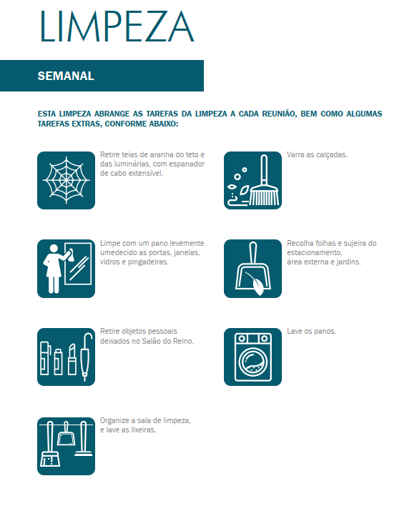 LIMPEZA
SEMANAL
ESTA LIMPEZA ABRANGE AS TAREFAS DA LIMPEZA A CADA REUNIÃO, BEM COMO ALGUMAS
TAREFAS EXTRAS, CONFORME ABAIXO:
Retire teias de aranha do teto e
das luminárias, com espanador
de cabo extensível.
Varra as calçadas.
Limpe com um pano levemente
umedecido as portas, janelas,
vidros e pingadeiras.
Recolha folhas e sujeira do
estacionamento,
área externa e jardins.
Retire objetos pessoais
deixados no Salão do Reino.
Lave os panos.
Organize a sala de limpeza,
e lave as lixeiras.